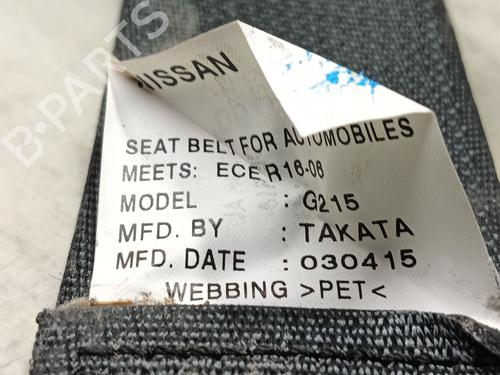 B-PARTS
NISSAN
SEAT BELT FOR AUTOMOBILES
MEETS: ECE R16-06
MODEL : G215
MFD. BY : TAKATA
MFD. DATE : 030415
WEBBING >PET<